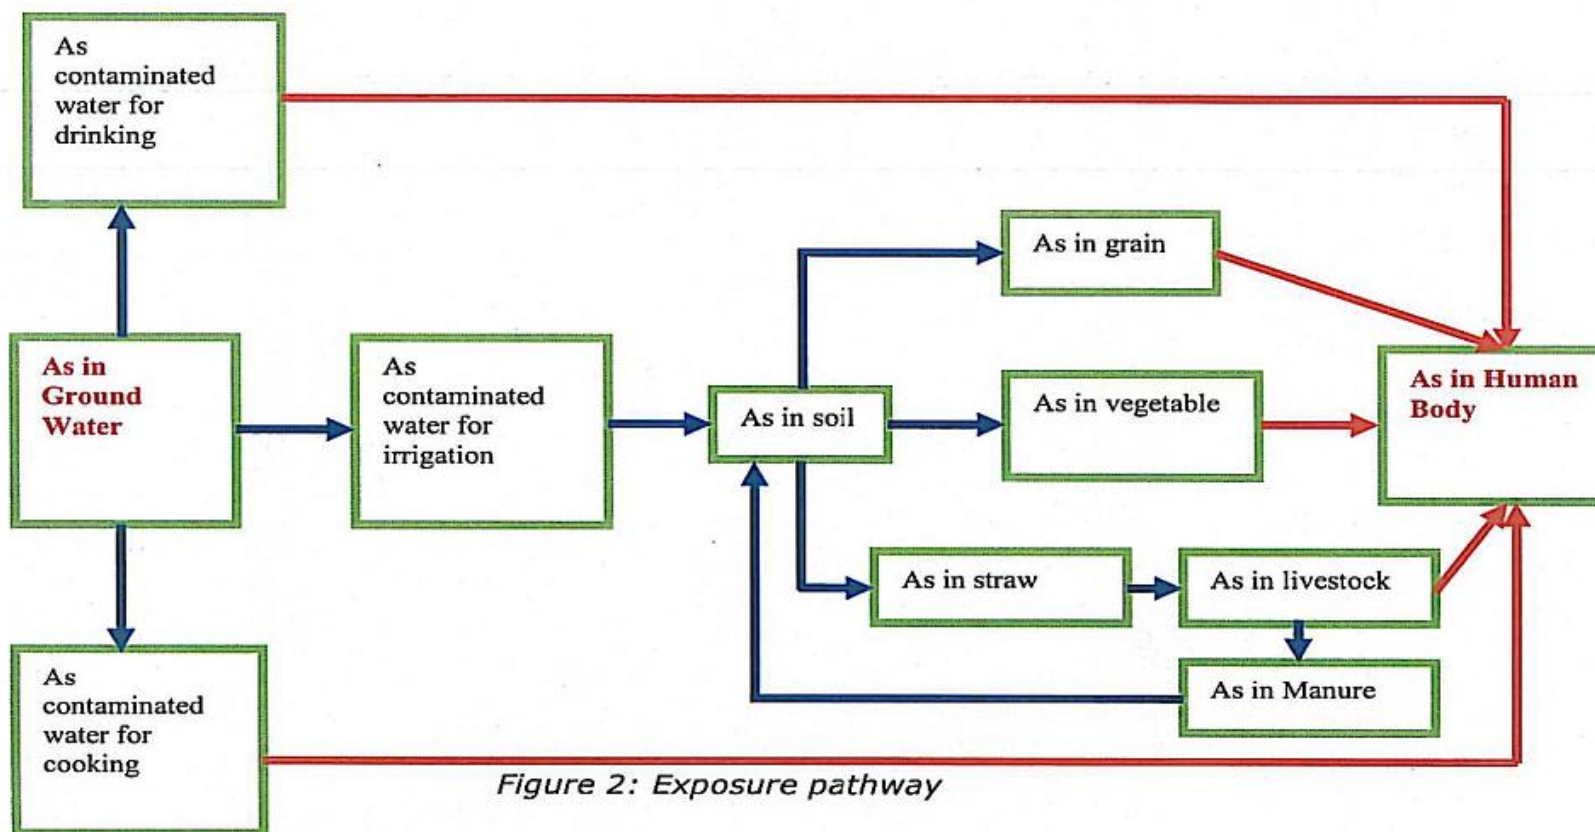 As
contaminated
water for
drinking
As in grain
As in
Ground
Water
As
contaminated
water for
irrigation
As in soil
As in vegetable
As in Human
Body
As in straw
As in livestock
As in Manure
As
contaminated
water for
cooking
Figure 2: Exposure pathway